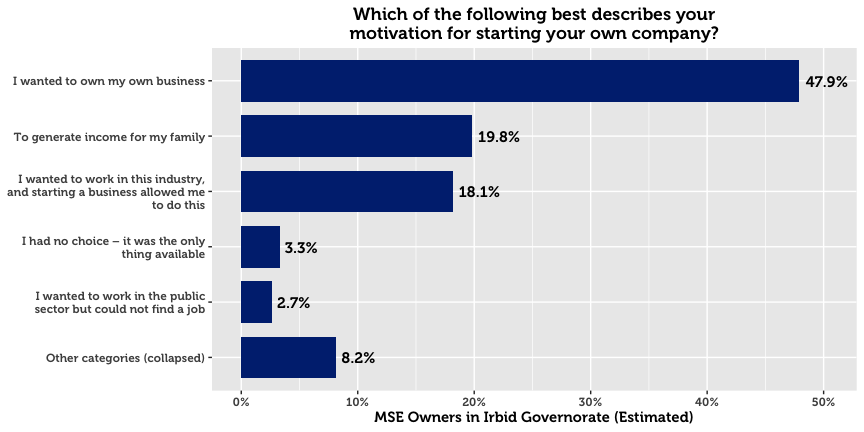 Which of the following best describes your
motivation for starting your own company?
I wanted to own my own business
47.9%
To generate income for my family
19.8%
I wanted to work in this industry,
and starting a business allowed me
to do this
18.1%
I had no choice – it was the only
thing available
3.3%
I wanted to work in the public
sector but could not find a job
2.7%
Other categories (collapsed)
8.2%
0% 10% 20% 30% 40% 50%
MSE Owners in Irbid Governorate (Estimated)